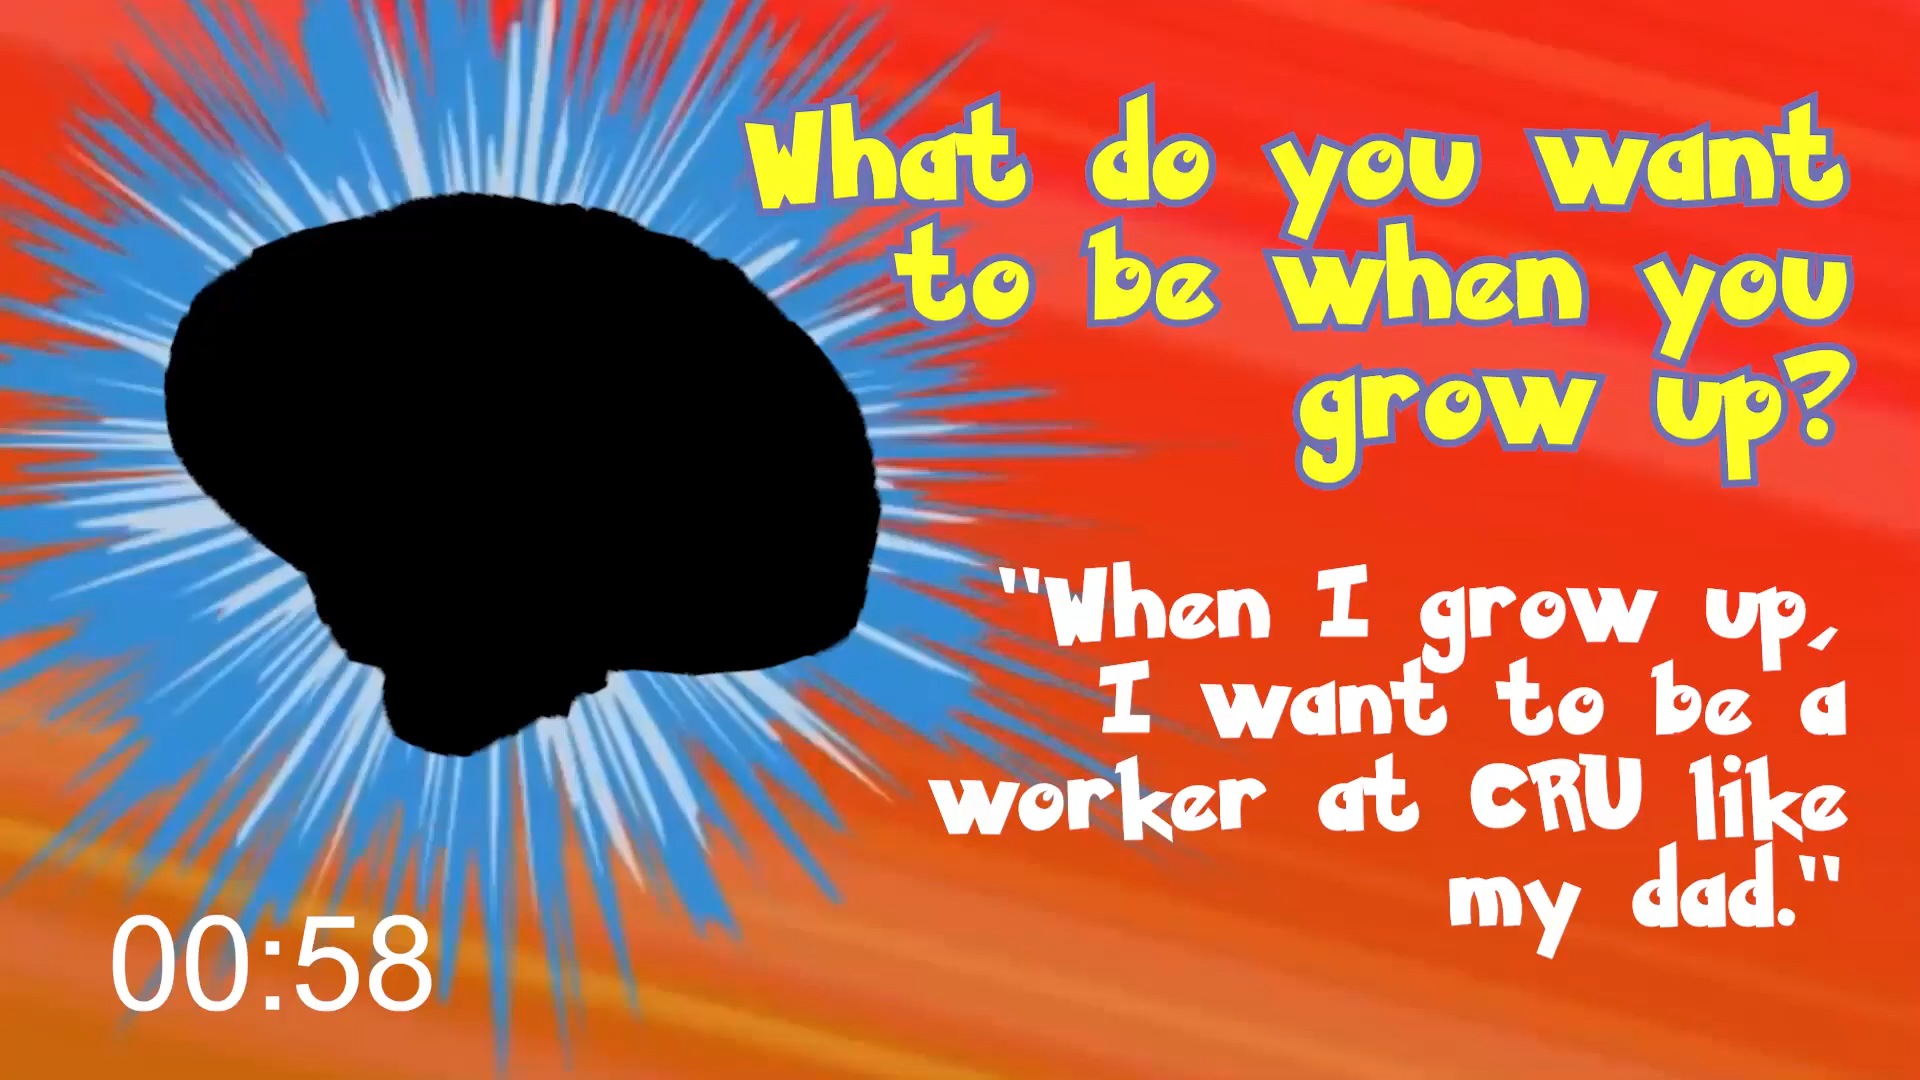 What do you want
to be when you
grow up?
"When I grow up,
I want to be a
worker at CRU like
my dad."
00:58